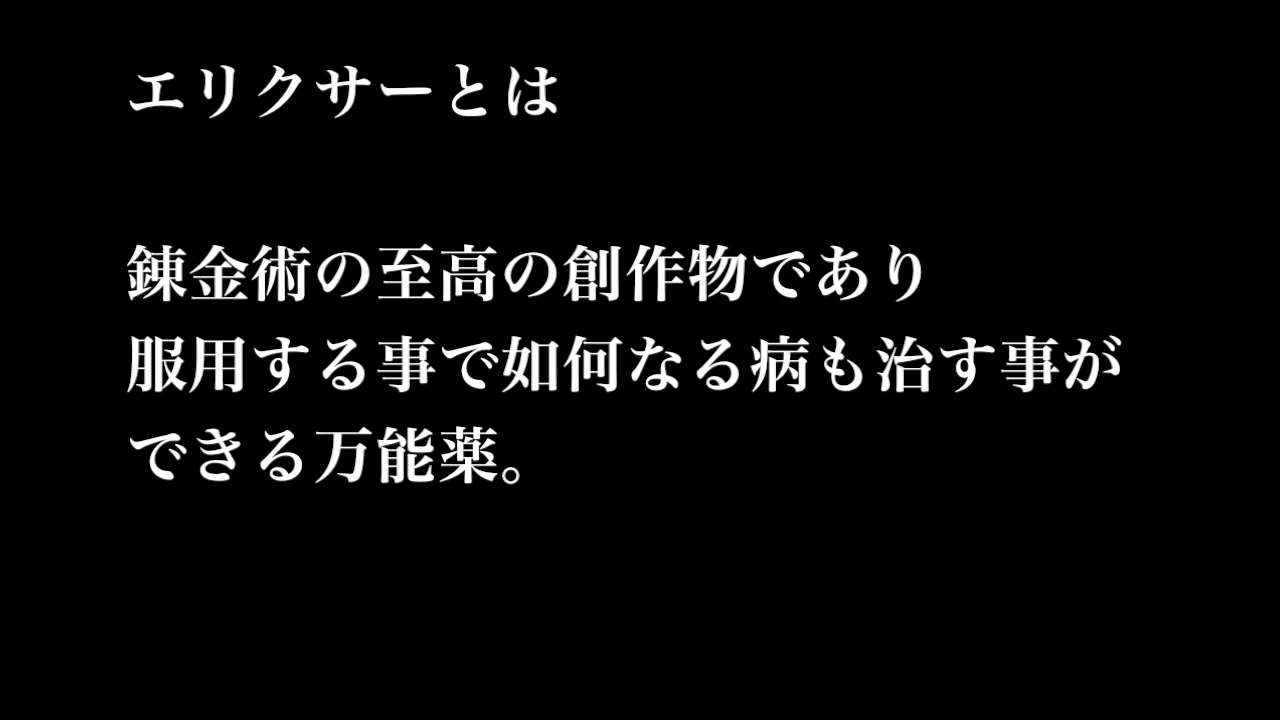 エリクサーとは
錬金術の至高の創作物であり
服用する事で如何なる病も治す事が
できる万能薬。